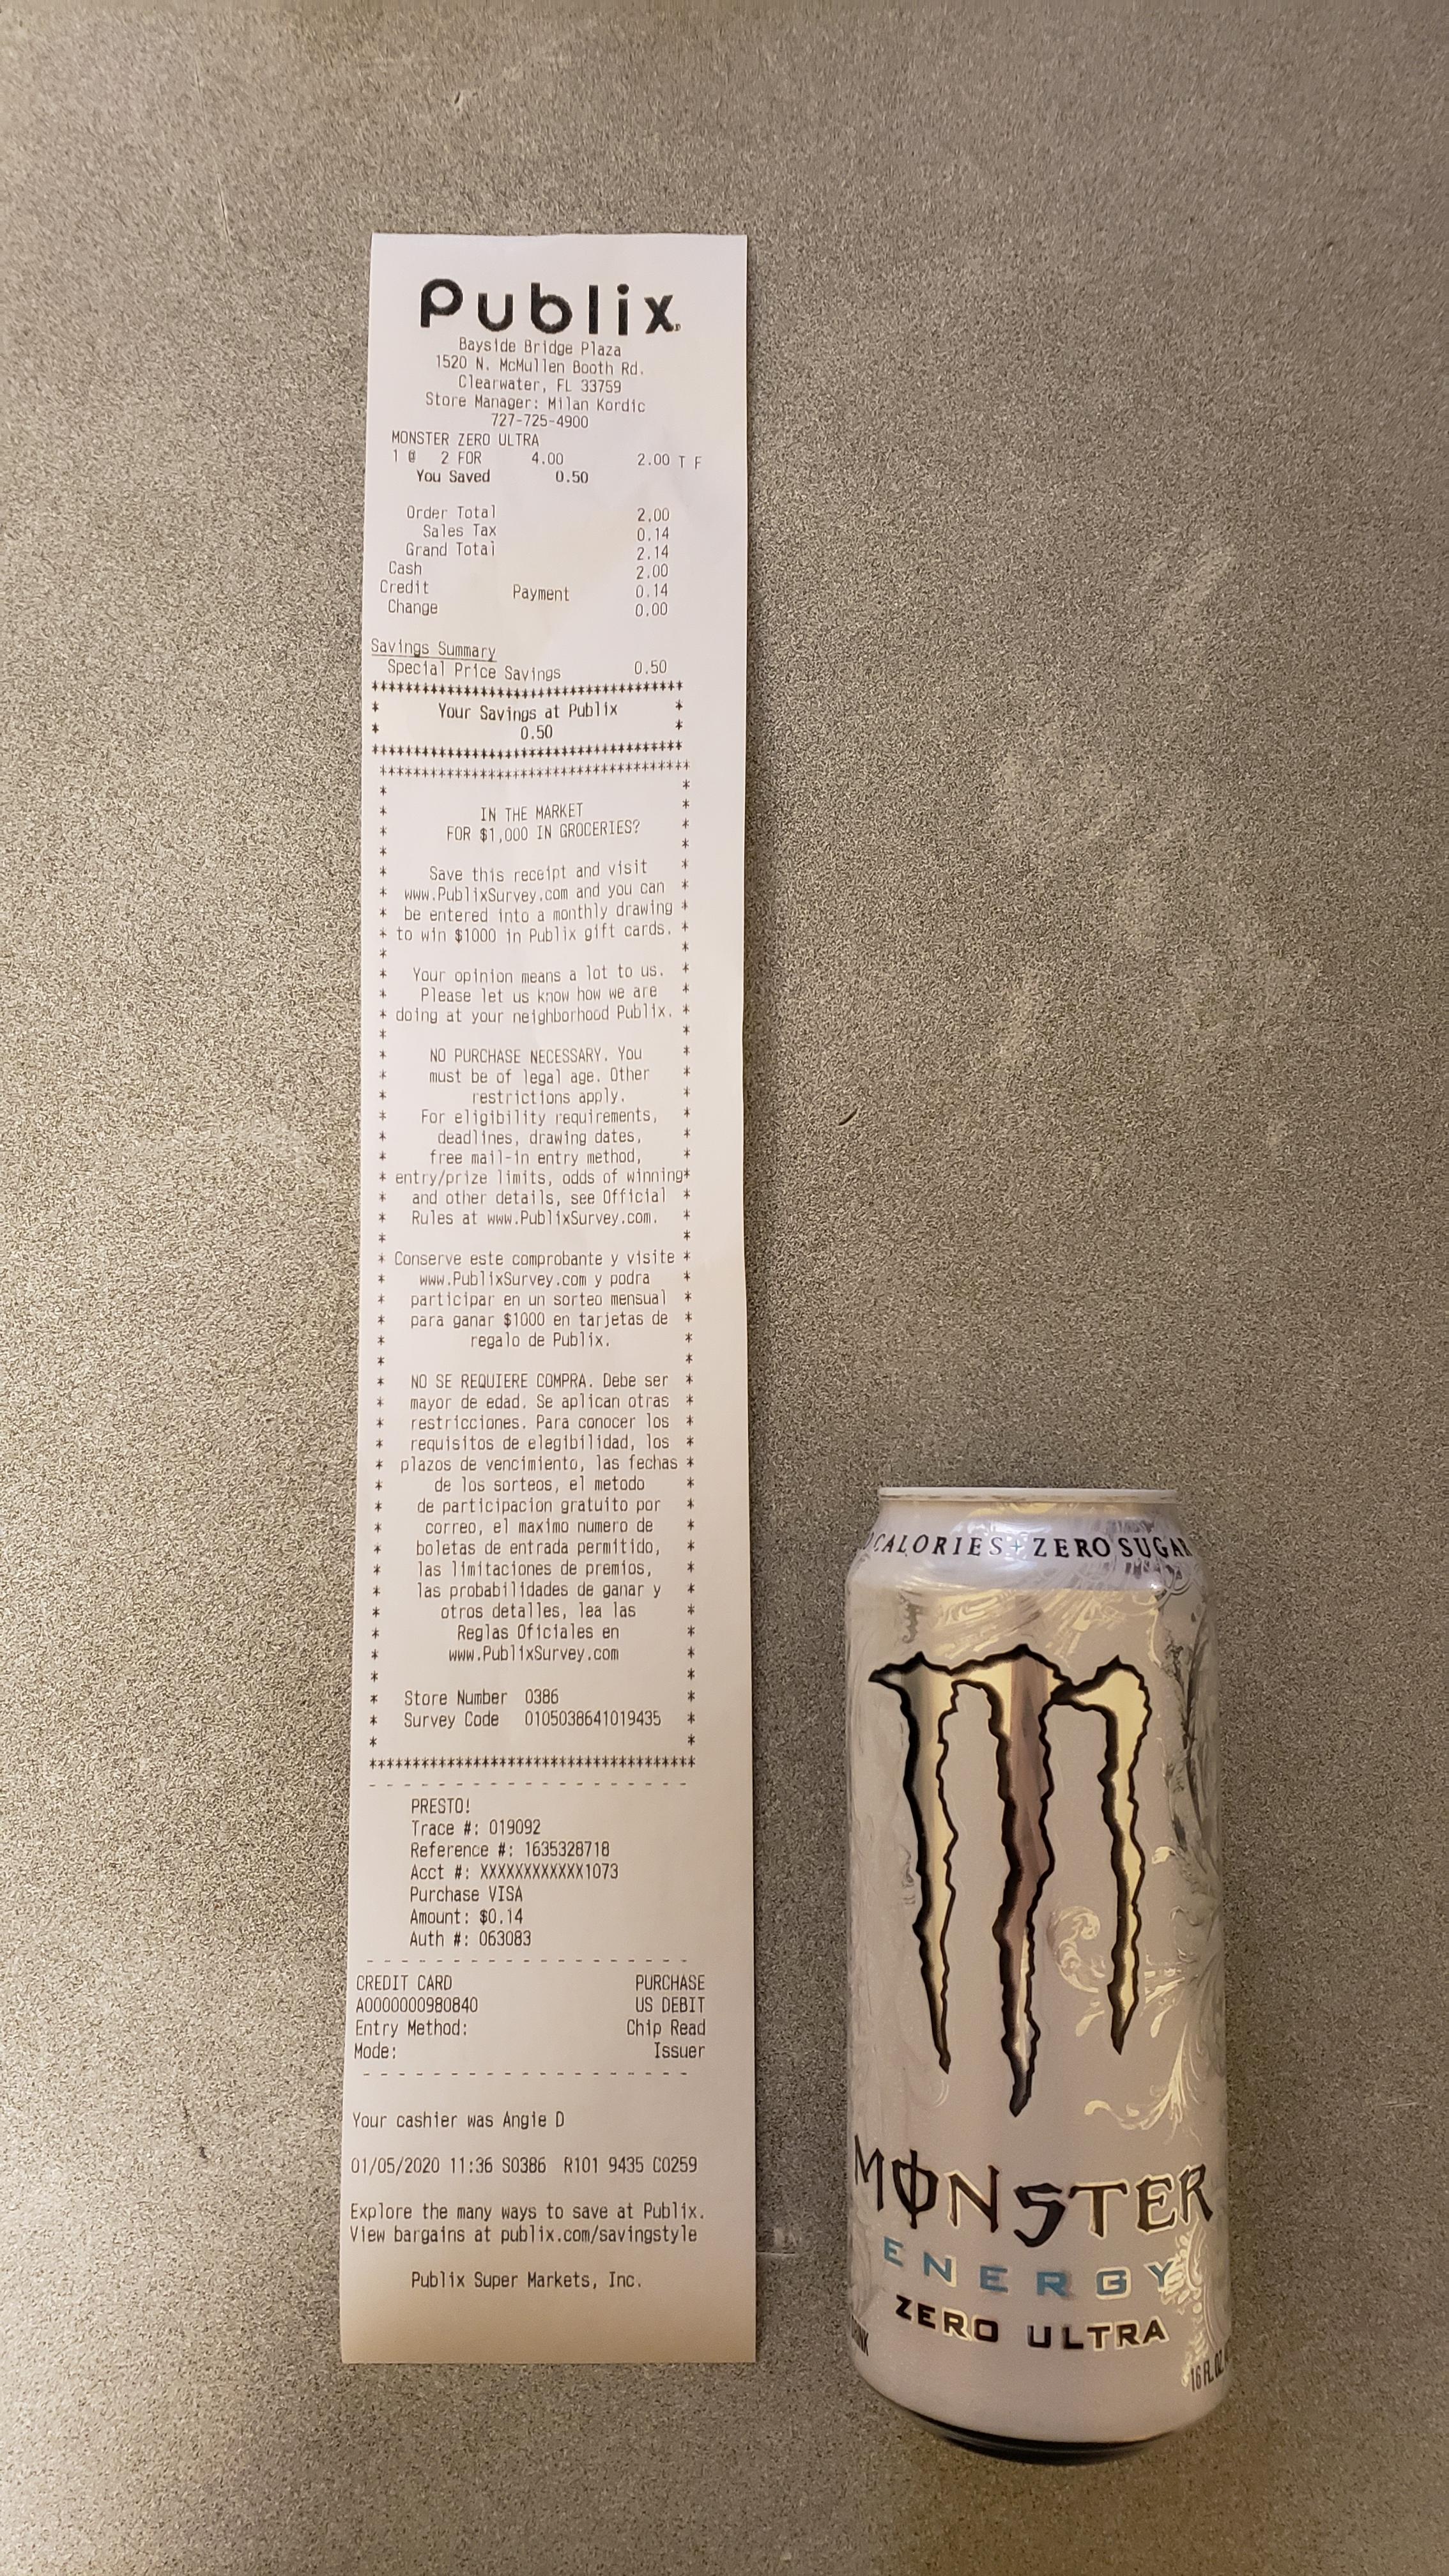 Publix
Bayside Bridge Plaza
1520 N. McMullen Booth Rd.
Clearwater, FL 33759
Store Manager: Milan Kordic
727-725-4900
MONSTER ZERO ULTRA
1 @ 2 FOR 4.00 2.00 T F
You Saved 0.50
Order Total 2.00
Sales Tax 0.14
Grand Total 2.14
Cash 2.00
Credit Payment 0.14
Change 0.00
Savings Summary
Special Price Savings 0.50
**************************************
* Your Savings at Publix *
* 0.50 *
**************************************
**************************************
* *
* IN THE MARKET *
* FOR $1,000 IN GROCERIES? *
* *
* Save this receipt and visit *
* www.PublixSurvey.com and you can *
* be entered into a monthly drawing *
* to win $1000 in Publix gift cards. *
* *
* Your opinion means a lot to us. *
* Please let us know how we are *
* doing at your neighborhood Publix. *
* *
* NO PURCHASE NECESSARY. You *
* must be of legal age. Other *
* restrictions apply. *
* For eligibility requirements, *
* deadlines, drawing dates, *
* free mail-in entry method, *
* entry/prize limits, odds of winning*
* and other details, see Official *
* Rules at www.PublixSurvey.com. *
* *
* Conserve este comprobante y visite *
* www.PublixSurvey.com y podra *
* participar en un sorteo mensual *
* para ganar $1000 en tarjetas de *
* regalo de Publix. *
* *
* NO SE REQUIERE COMPRA. Debe ser *
* mayor de edad. Se aplican otras *
* restricciones. Para conocer los *
* requisitos de elegibilidad, los *
* plazos de vencimiento, las fechas *
* de los sorteos, el metodo *
* de participacion gratuito por *
* correo, el maximo numero de *
* boletas de entrada permitido, *
* las limitaciones de premios, *
* las probabilidades de ganar y *
* otros detalles, lea las *
* Reglas Oficiales en *
* www.PublixSurvey.com *
* *
* Store Number 0386 *
* Survey Code 0105038641019435 *
* *
**************************************
- - - - - - - - - - - - - - - - - - -
PRESTO!
Trace #: 019092
Reference #: 1635328718
Acct #: XXXXXXXXXXXX1073
Purchase VISA
Amount: $0.14
Auth #: 063083
- - - - - - - - - - - - - - - - - - -
CREDIT CARD PURCHASE
A0000000980840 US DEBIT
Entry Method: Chip Read
Mode: Issuer
- - - - - - - - - - - - - - - - - - -
Your cashier was Angie D
01/05/2020 11:36 S0386 R101 9435 C0259
Explore the many ways to save at Publix.
View bargains at publix.com/savingstyle
Publix Super Markets, Inc.
CALORIES + ZERO SUGAR
MONSTER
ENERGY
ZERO ULTRA
16 FL.OZ.